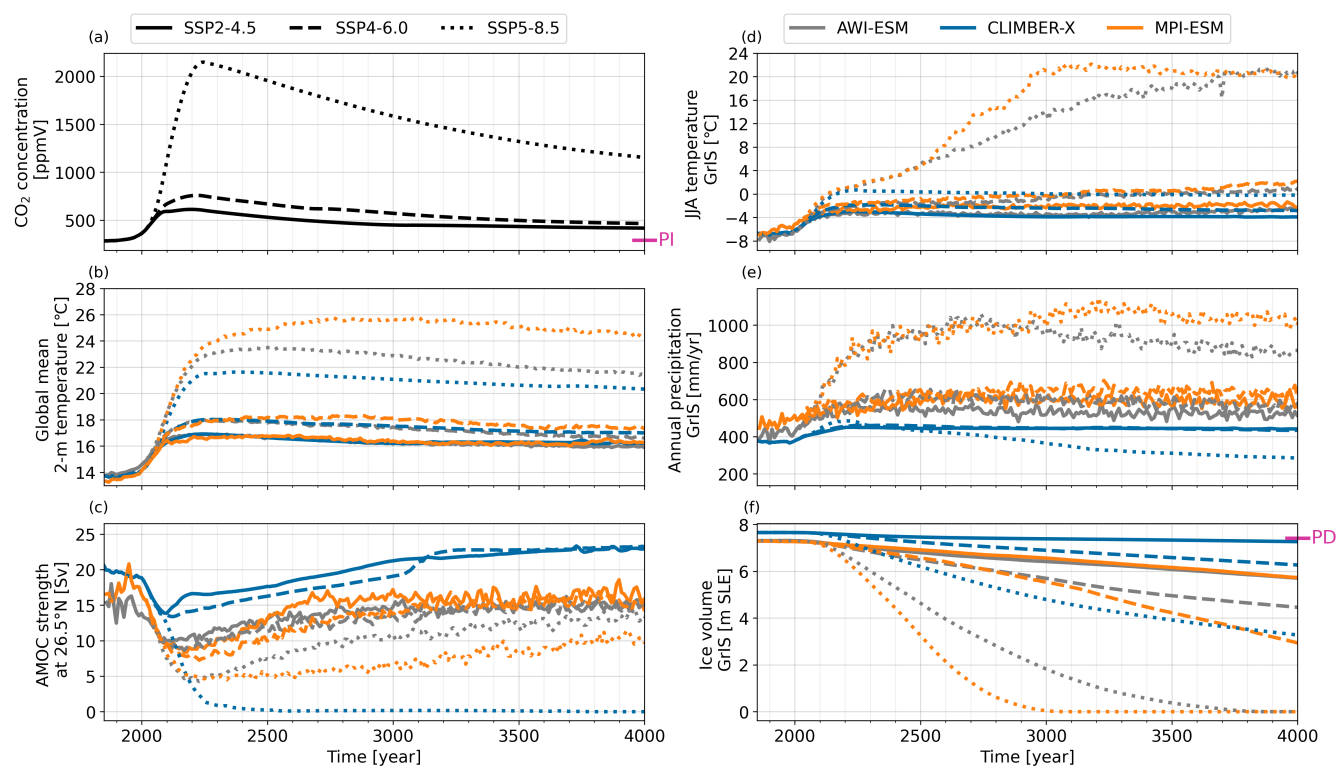 SSP2-4.5 SSP4-6.0 SSP5-8.5
AWI-ESM CLIMBER-X MPI-ESM
(a)
CO2 concentration
[ppmV]
2000
1500
1000
500
PI
(b)
Global mean
2-m temperature [°C]
28
26
24
22
20
18
16
14
(c)
AMOC strength
at 26.5°N [Sv]
25
20
15
10
5
0
2000 2500 3000 3500 4000
Time [year]
(d)
JJA temperature
GrIS [°C]
24
20
16
12
8
4
0
−4
−8
(e)
Annual precipitation
GrIS [mm/yr]
1000
800
600
400
200
(f)
Ice volume
GrIS [m SLE]
8
6
4
2
0
PD
2000 2500 3000 3500 4000
Time [year]